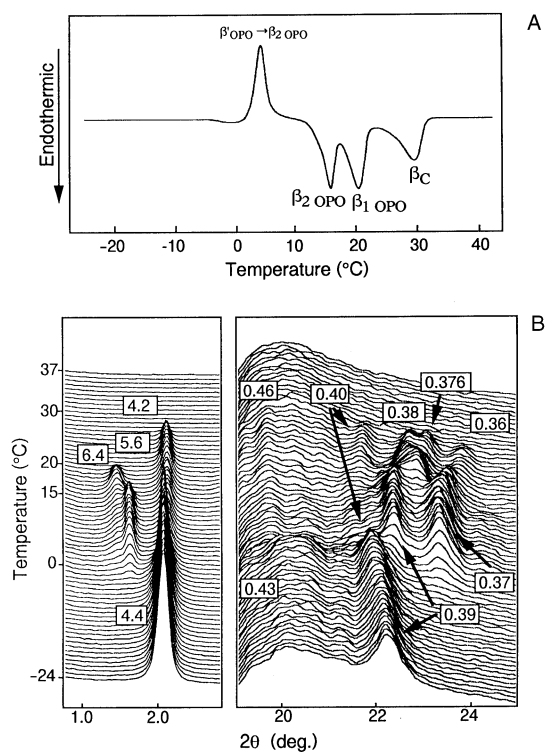 A
β'OPO → β2 OPO
Endothermic
β2 OPO
β1 OPO
βC
-20 -10 0 10 20 30 40
Temperature (°C)
B
37
30
20
15
0
-24
Temperature (°C)
4.2
5.6
6.4
4.4
1.0 2.0
0.46
0.40
0.38
0.376
0.36
0.37
0.43
0.39
20 22 24
2θ (deg.)